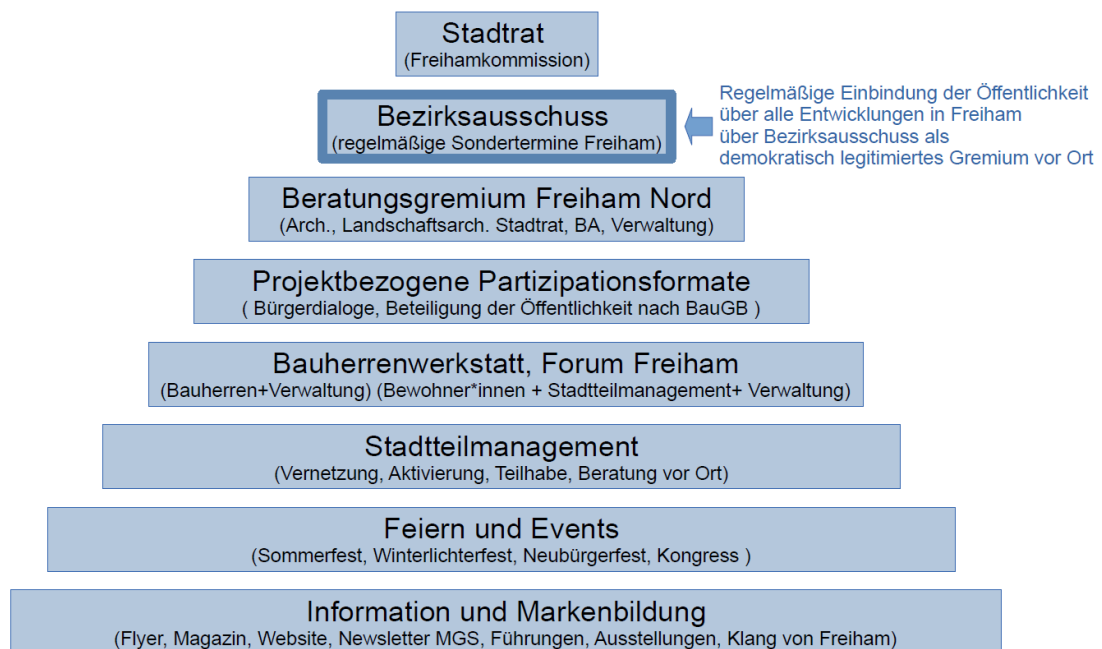 Stadtrat
(Freihamkommission)
Bezirksausschuss
(regelmäßige Sondertermine Freiham)
Regelmäßige Einbindung der Öffentlichkeit
über alle Entwicklungen in Freiham
über Bezirksausschuss als
demokratisch legitimiertes Gremium vor Ort
Beratungsgremium Freiham Nord
(Arch., Landschaftsarch. Stadtrat, BA, Verwaltung)
Projektbezogene Partizipationsformate
( Bürgerdialoge, Beteiligung der Öffentlichkeit nach BauGB )
Bauherrenwerkstatt, Forum Freiham
(Bauherren+Verwaltung) (Bewohner*innen + Stadtteilmanagement+ Verwaltung)
Stadtteilmanagement
(Vernetzung, Aktivierung, Teilhabe, Beratung vor Ort)
Feiern und Events
(Sommerfest, Winterlichterfest, Neubürgerfest, Kongress )
Information und Markenbildung
(Flyer, Magazin, Website, Newsletter MGS, Führungen, Ausstellungen, Klang von Freiham)